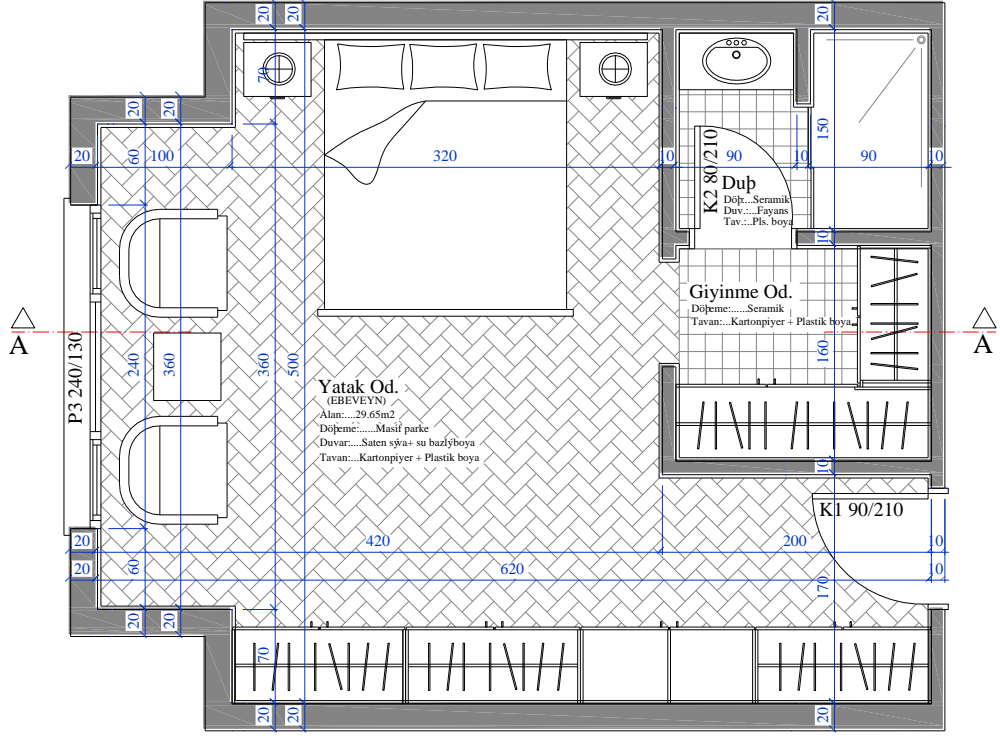 20
20
20
70
20
20
60
20
100
320
10
90
10
90
10
150
K2 80/210
Duþ
Döþ:...Seramik
Duv.:...Fayans
Tav.:..Pls. boya
10
Giyinme Od.
Döþeme:......Seramik
Tavan:...Kartonpiyer + Plastik boya
A
A
P3 240/130
240
360
360
500
160
Yatak Od.
(EBEVEYN)
Alan:....29.65m2
Döþeme:......Masif parke
Duvar:....Saten sýva+ su bazlýboya
Tavan:...Kartonpiyer + Plastik boya
10
K1 90/210
20
420
200
10
20
60
620
10
170
20
20
70
20
20
20